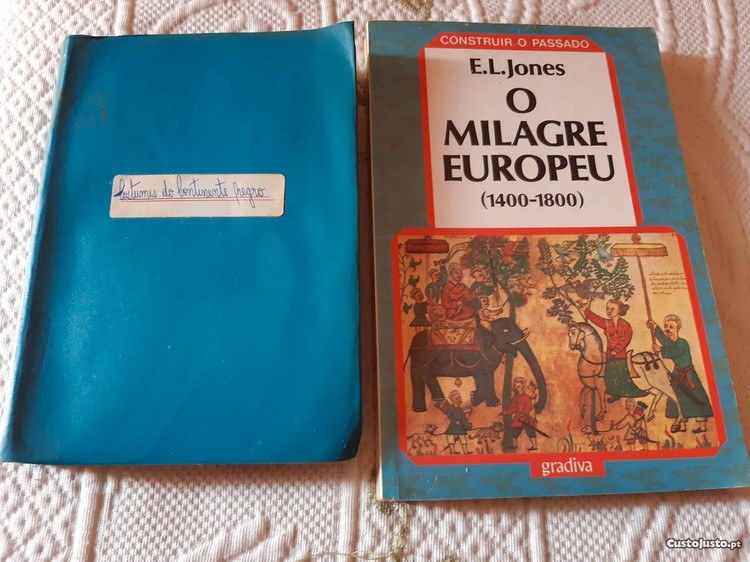 Costumes do Continente Negro
CONSTRUIR O PASSADO
E.L.Jones
O
MILAGRE
EUROPEU
(1400-1800)
gradiva
CustoJusto.pt